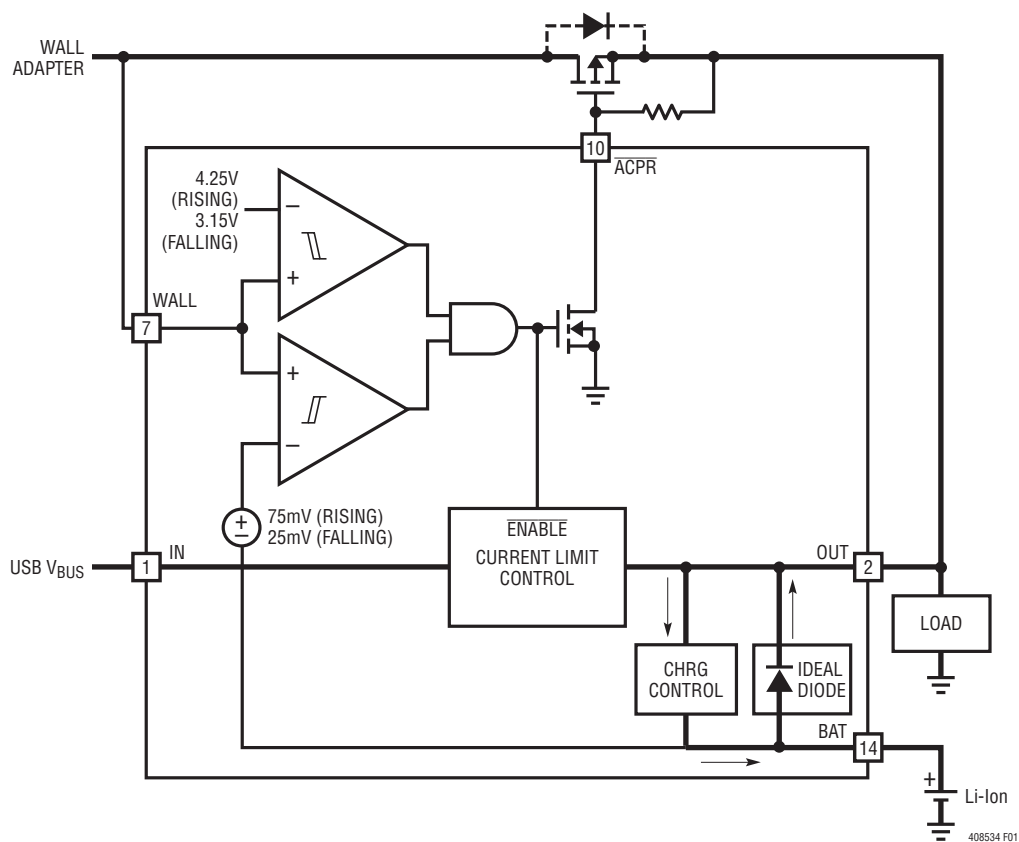 WALL
ADAPTER
10
ACPR
4.25V
(RISING)
3.15V
(FALLING)
−
+
WALL
7
+
−
+
−
75mV (RISING)
25mV (FALLING)
ENABLE
CURRENT LIMIT
CONTROL
USB VBUS
1
IN
OUT
2
LOAD
CHRG
CONTROL
IDEAL
DIODE
BAT
14
+
Li-Ion
408534 F01